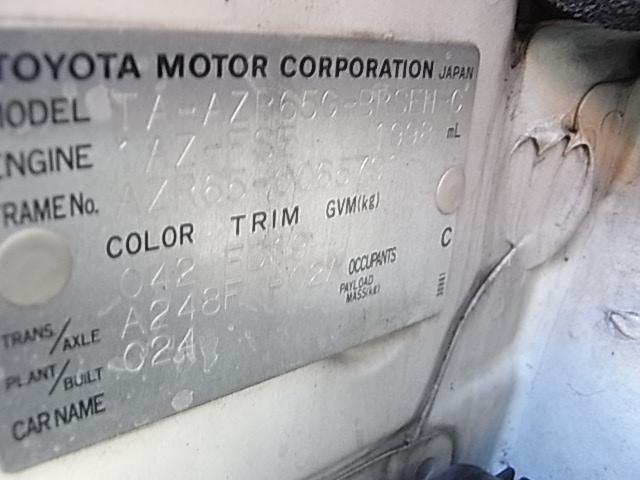 TOYOTA MOTOR CORPORATION JAPAN
MODEL TA-AZR65G-BRSEH-C
ENGINE 1AZ-FSE 1998 mL
FRAME No.
COLOR TRIM GVM(kg)
042
TRANS/AXLE A248F
OCCUPANTS
PAYLOAD MASS(kg)
C
PLANT/BUILT C24
CAR NAME